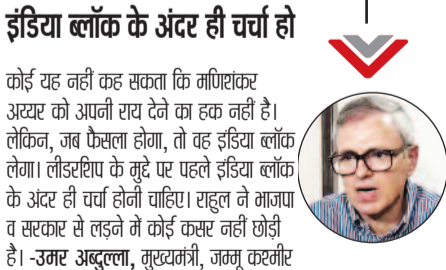 इंडिया ब्लॉक के अंदर ही चर्चा हो
कोई यह नहीं कह सकता कि मणिशंकर
अय्यर को अपनी राय देने का हक नहीं है।
लेकिन, जब फैसला होगा, तो वह इंडिया ब्लॉक
लेगा। लीडरशिप के मुद्दे पर पहले इंडिया ब्लॉक
के अंदर ही चर्चा होनी चाहिए। राहुल ने भाजपा
व सरकार से लड़ने में कोई कसर नहीं छोड़ी
है। -उमर अब्दुल्ला, मुख्यमंत्री, जम्मू कश्मीर